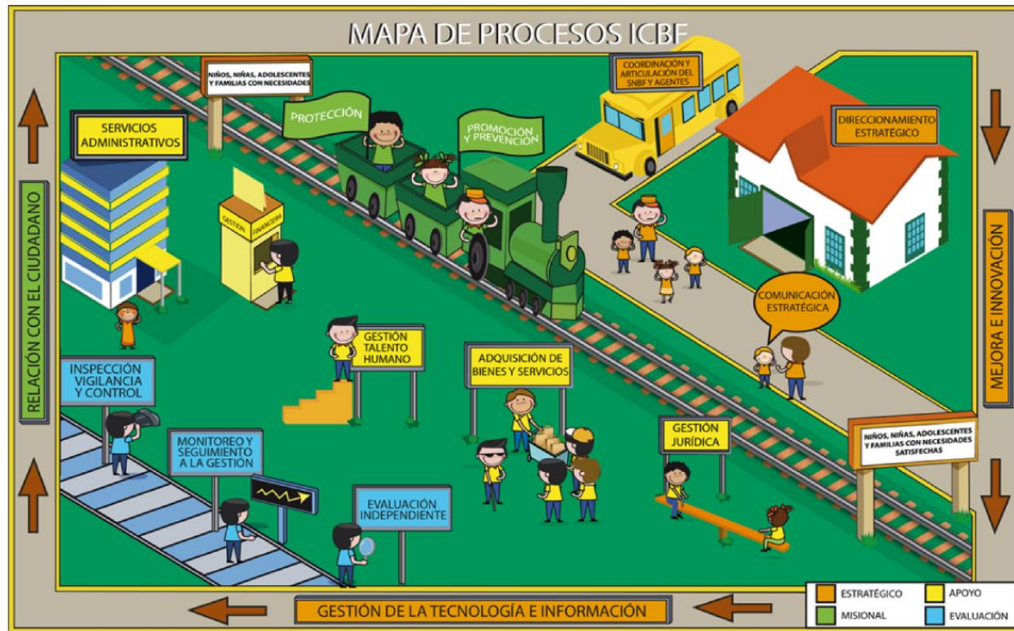 MAPA DE PROCESOS ICBF
NIÑOS, NIÑAS, ADOLESCENTES
Y FAMILIAS CON NECESIDADES
COORDINACIÓN Y
ARTICULACIÓN DEL
SNBF Y AGENTES
DIRECCIONAMIENTO
ESTRATÉGICO
SERVICIOS
ADMINISTRATIVOS
PROTECCIÓN
PROMOCIÓN
Y PREVENCIÓN
GESTIÓN
FINANCIERA
RELACIÓN CON EL CIUDADANO
MEJORA E INNOVACIÓN
COMUNICACIÓN
ESTRATÉGICA
GESTIÓN
TALENTO
HUMANO
ADQUISICIÓN DE
BIENES Y SERVICIOS
INSPECCIÓN
VIGILANCIA
Y CONTROL
MONITOREO Y
SEGUIMIENTO
A LA GESTIÓN
GESTIÓN
JURÍDICA
NIÑOS, NIÑAS, ADOLESCENTES
Y FAMILIAS CON NECESIDADES
SATISFECHAS
EVALUACIÓN
INDEPENDIENTE
GESTIÓN DE LA TECNOLOGÍA E INFORMACIÓN
ESTRATÉGICO
APOYO
MISIONAL
EVALUACIÓN